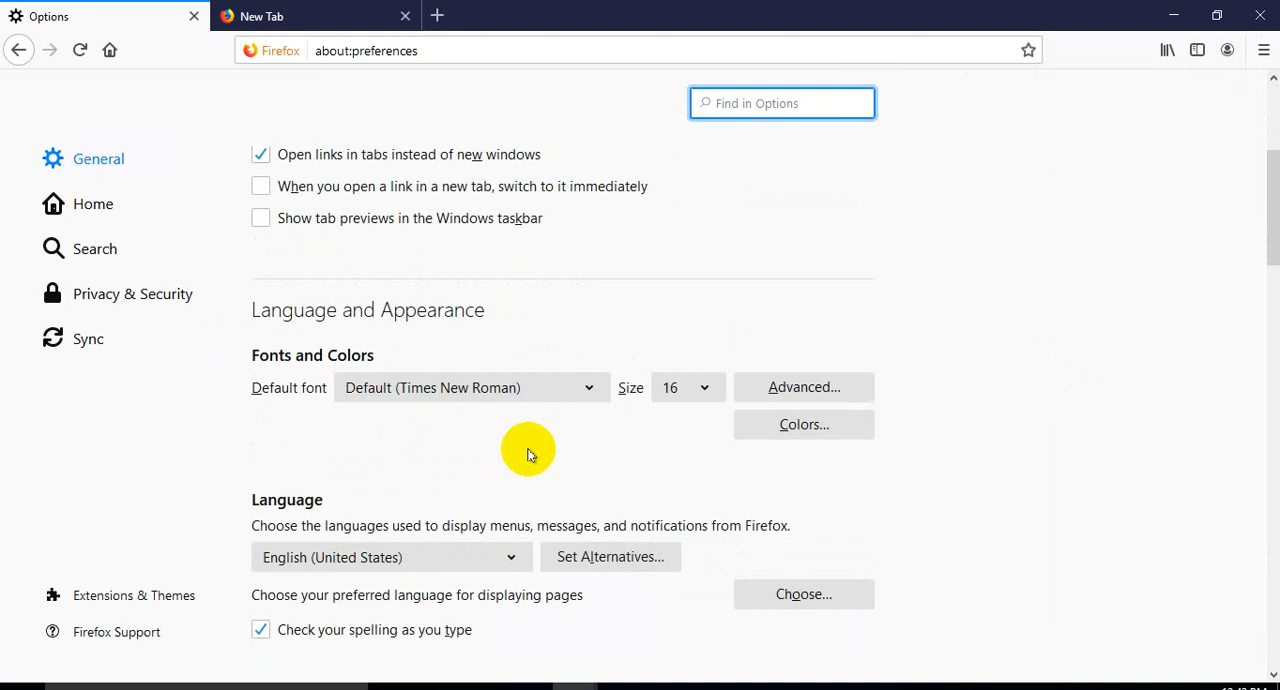 Options
New Tab
Firefox about:preferences
Find in Options
General
Home
Search
Privacy & Security
Sync
Extensions & Themes
Firefox Support
Open links in tabs instead of new windows
When you open a link in a new tab, switch to it immediately
Show tab previews in the Windows taskbar
Language and Appearance
Fonts and Colors
Default font Default (Times New Roman) Size 16 Advanced...
Colors...
Language
Choose the languages used to display menus, messages, and notifications from Firefox.
English (United States) Set Alternatives...
Choose your preferred language for displaying pages Choose...
Check your spelling as you type